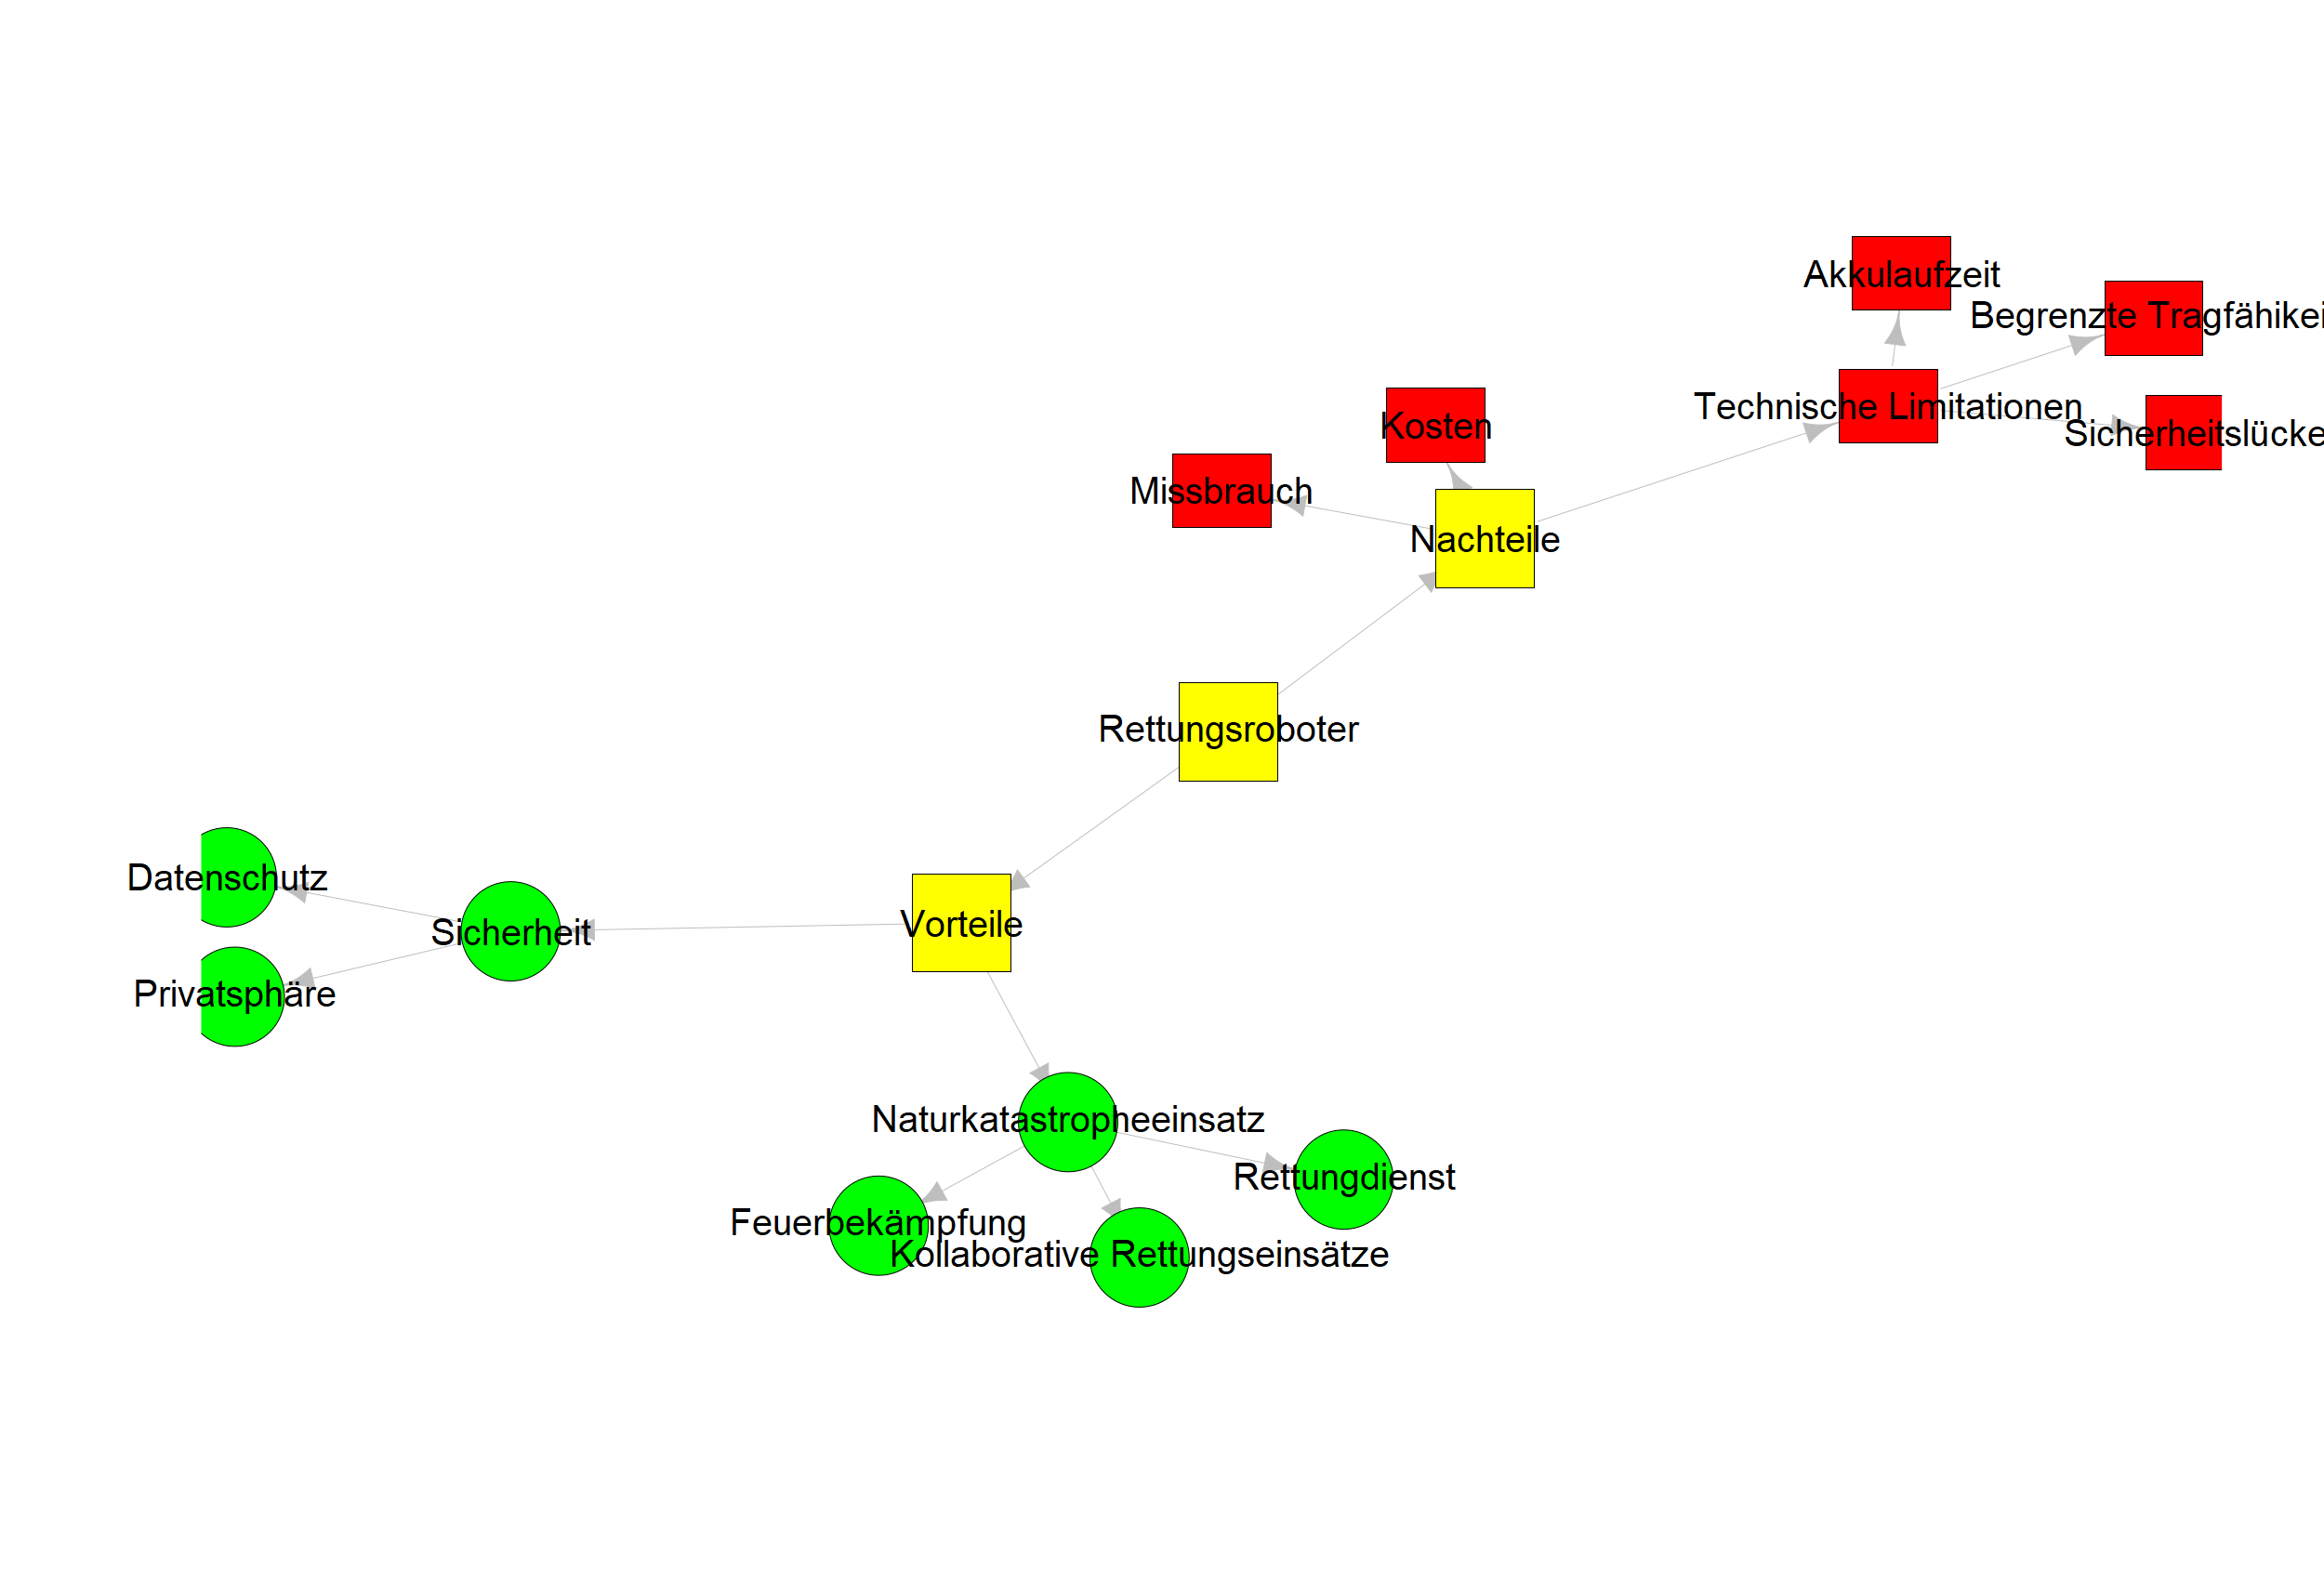 Akkulaufzeit
Begrenzte Tragfähikei
Technische Limitationen
Sicherheitslücke
Kosten
Missbrauch
Nachteile
Rettungsroboter
Datenschutz
Sicherheit
Vorteile
Privatsphäre
Naturkatastropheeinsatz
Rettungdienst
Feuerbekämpfung
Kollaborative Rettungseinsätze